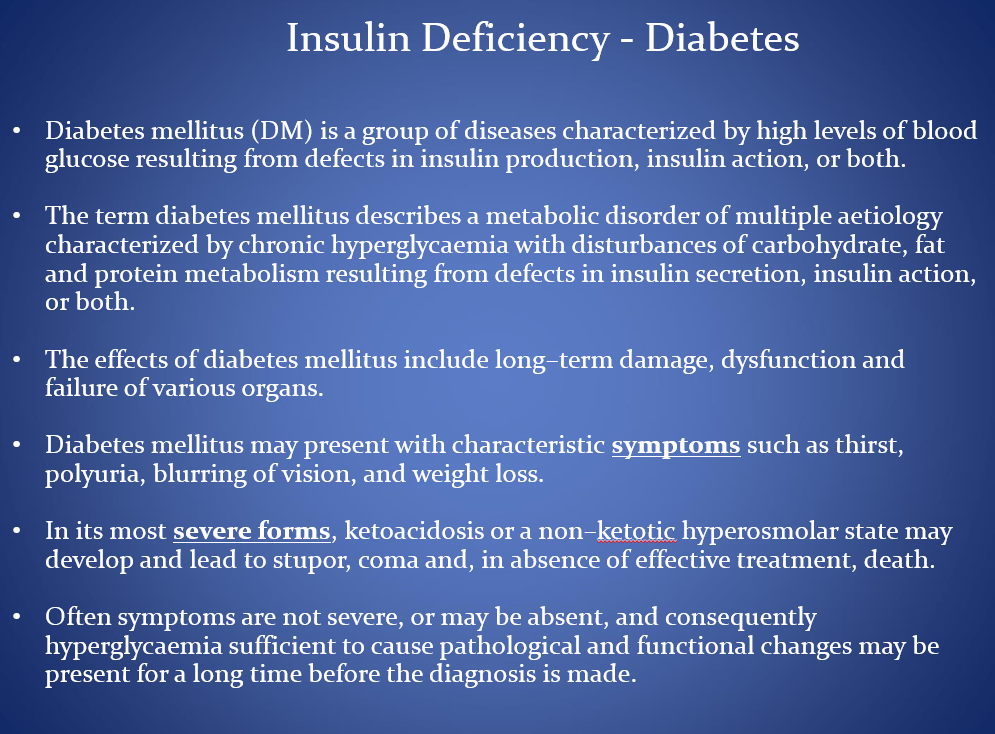 Insulin Deficiency - Diabetes
• Diabetes mellitus (DM) is a group of diseases characterized by high levels of blood
glucose resulting from defects in insulin production, insulin action, or both.
• The term diabetes mellitus describes a metabolic disorder of multiple aetiology
characterized by chronic hyperglycaemia with disturbances of carbohydrate, fat
and protein metabolism resulting from defects in insulin secretion, insulin action,
or both.
• The effects of diabetes mellitus include long–term damage, dysfunction and
failure of various organs.
• Diabetes mellitus may present with characteristic symptoms such as thirst,
polyuria, blurring of vision, and weight loss.
• In its most severe forms, ketoacidosis or a non–ketotic hyperosmolar state may
develop and lead to stupor, coma and, in absence of effective treatment, death.
• Often symptoms are not severe, or may be absent, and consequently
hyperglycaemia sufficient to cause pathological and functional changes may be
present for a long time before the diagnosis is made.